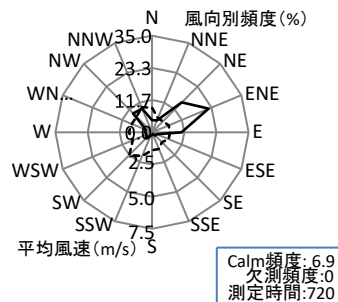 N
風向別頻度(%)
35.0
NNW
NNE
NW
23.3
NE
WN...
11.7
ENE
W
0.0
E
WSW
2.5
ESE
SW
5.0
SE
SSW
SSE
7.5
平均風速(m/s)
S
Calm頻度: 6.9
欠測頻度:0
測定時間:720